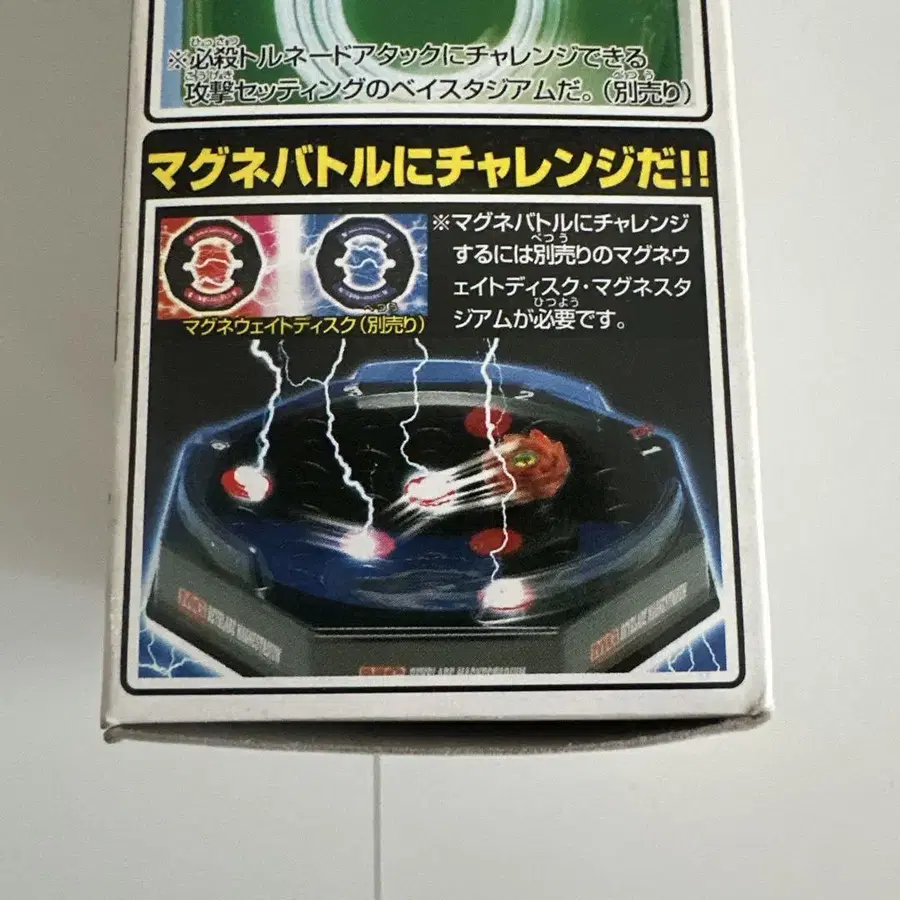 ※必殺トルネードアタックにチャレンジできる
攻撃セッティングのベイスタジアムだ。(別売り)
マグネバトルにチャレンジだ!!
※マグネバトルにチャレンジ
するには別売りのマグネウ
ェイトディスク・マグネスタ
ジアムが必要です。
マグネウェイトディスク(別売り)
3
2
1